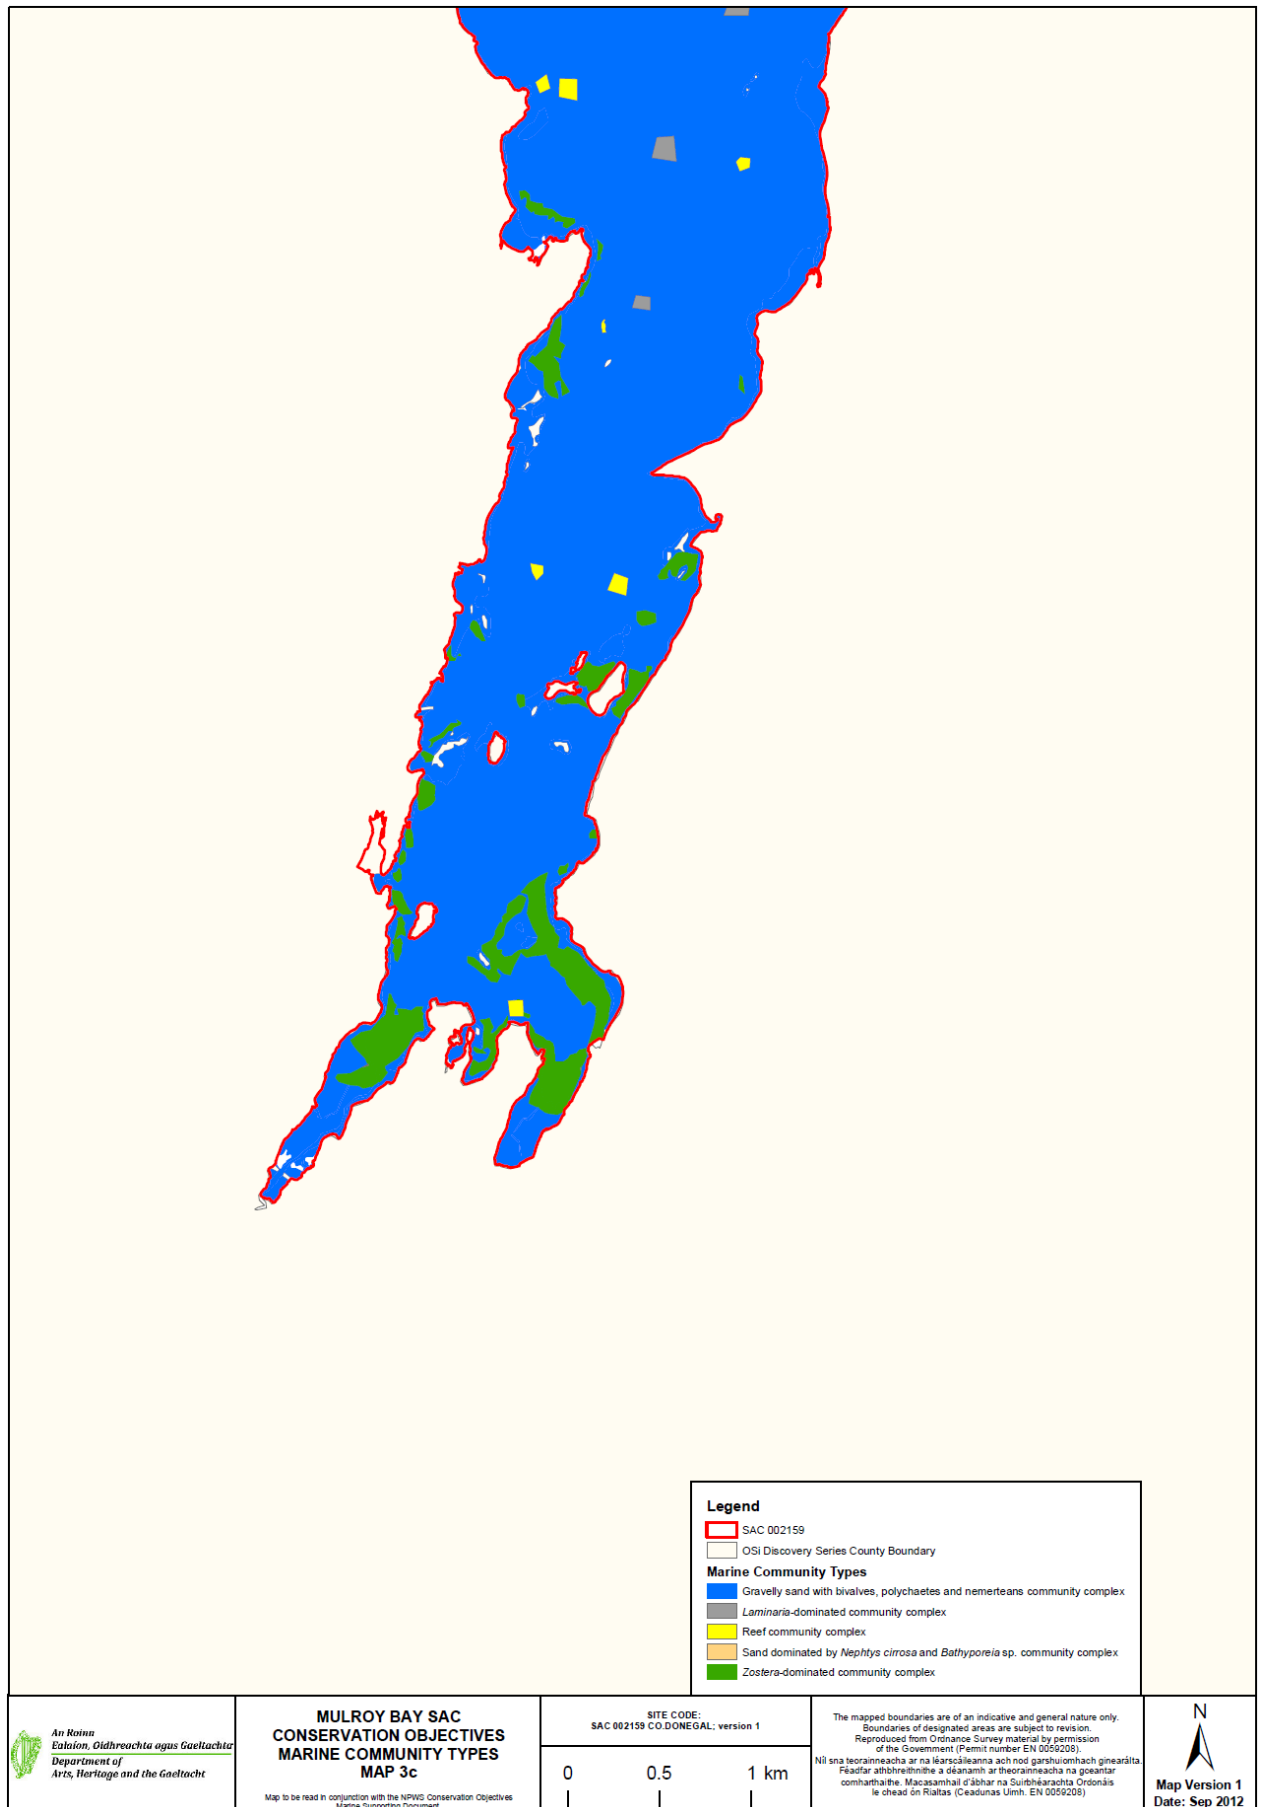 Legend
SAC 002159
OSi Discovery Series County Boundary
Marine Community Types
Gravelly sand with bivalves, polychaetes and nemerteans community complex
Laminaria-dominated community complex
Reef community complex
Sand dominated by Nephtys cirrosa and Bathyporeia sp. community complex
Zostera-dominated community complex
An Roinn
Ealaíon, Oidhreachta agus Gaeltachta
Department of
Arts, Heritage and the Gaeltacht
MULROY BAY SAC
CONSERVATION OBJECTIVES
MARINE COMMUNITY TYPES
MAP 3c
Map to be read in conjunction with the NPWS Conservation Objectives
Marine Supporting Document
SITE CODE:
SAC 002159 CO.DONEGAL; version 1
0 0.5 1 km
The mapped boundaries are of an indicative and general nature only.
Boundaries of designated areas are subject to revision.
Reproduced from Ordnance Survey material by permission
of the Government (Permit number EN 0059208).
Níl sna teorainneacha ar na léarscáileanna ach nod garshuiomhach ginearálta.
Féadfar athbhreithnithe a déanamh ar theorainneacha na gceantar
comharthaithe. Macasamhail d'ábhar na Suirbhéarachta Ordonáis
le chead ón Rialtas (Ceadunas Uimh. EN 0059208)
N
Map Version 1
Date: Sep 2012